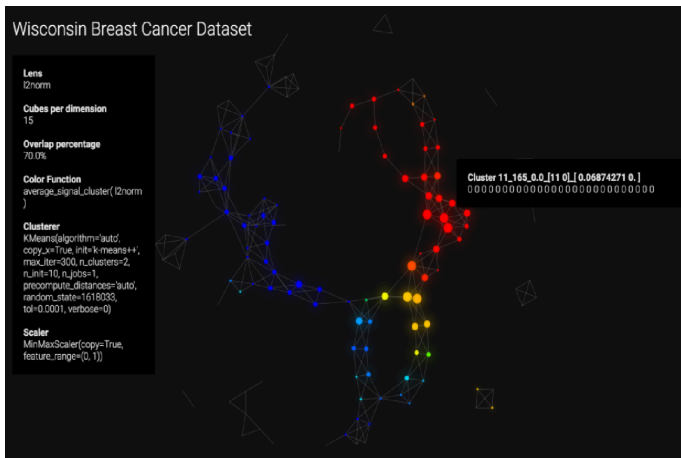 Wisconsin Breast Cancer Dataset
Lens
l2norm
Cubes per dimension
15
Overlap percentage
70.0%
Color Function
average_signal_cluster( l2norm
)
Clusterer
KMeans(algorithm='auto',
copy_x=True, init='k-means++',
max_iter=300, n_clusters=2,
n_init=10, n_jobs=1,
precompute_distances='auto',
random_state=1618033,
tol=0.0001, verbose=0)
Scaler
MinMaxScaler(copy=True,
feature_range=(0, 1))
Cluster 11_165_0.0_[11 0]_[ 0.06874271 0. ]
0 0 0 0 0 0 0 0 0 0 0 0 0 0 0 0 0 0 0 0 0 0 0 0 0 0 0